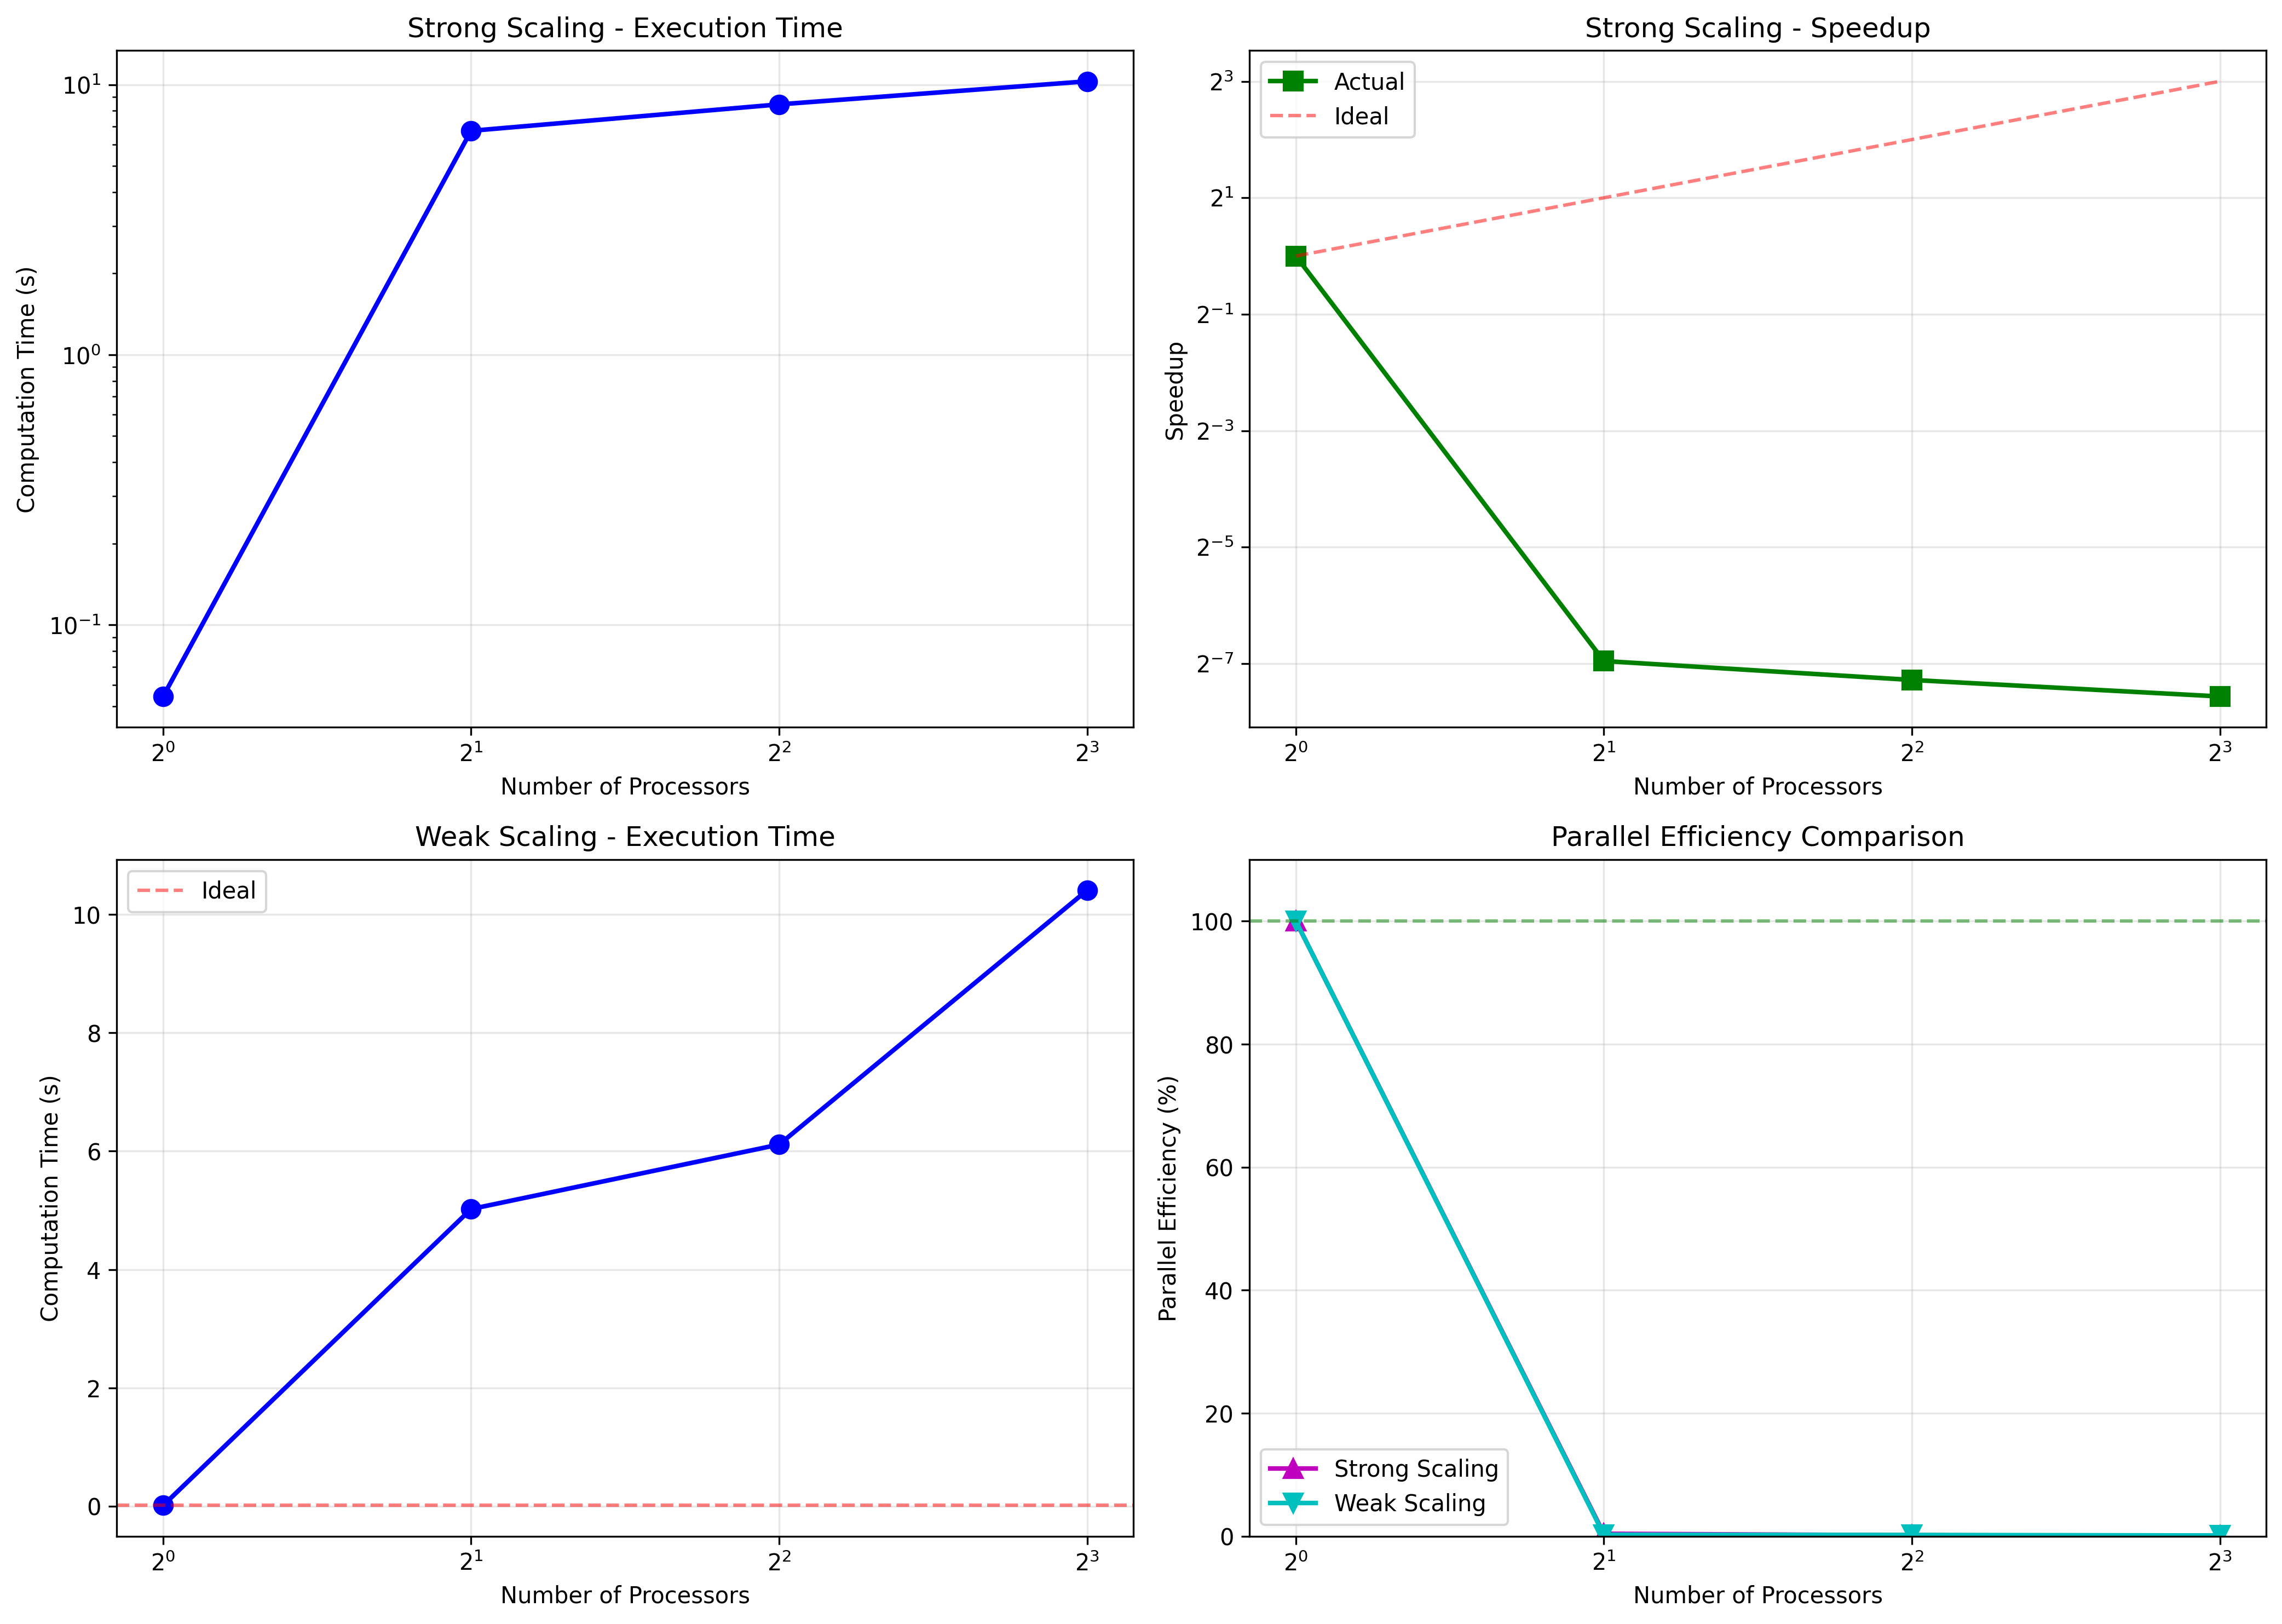 Strong Scaling - Execution Time
Computation Time (s)
10¹
10⁰
10⁻¹
2⁰ 2¹ 2² 2³
Number of Processors
Strong Scaling - Speedup
Actual
Ideal
Speedup
2³
2¹
2⁻¹
2⁻³
2⁻⁵
2⁻⁷
2⁰ 2¹ 2² 2³
Number of Processors
Weak Scaling - Execution Time
Ideal
Computation Time (s)
10
8
6
4
2
0
2⁰ 2¹ 2² 2³
Number of Processors
Parallel Efficiency Comparison
Parallel Efficiency (%)
100
80
60
40
20
0
Strong Scaling
Weak Scaling
2⁰ 2¹ 2² 2³
Number of Processors